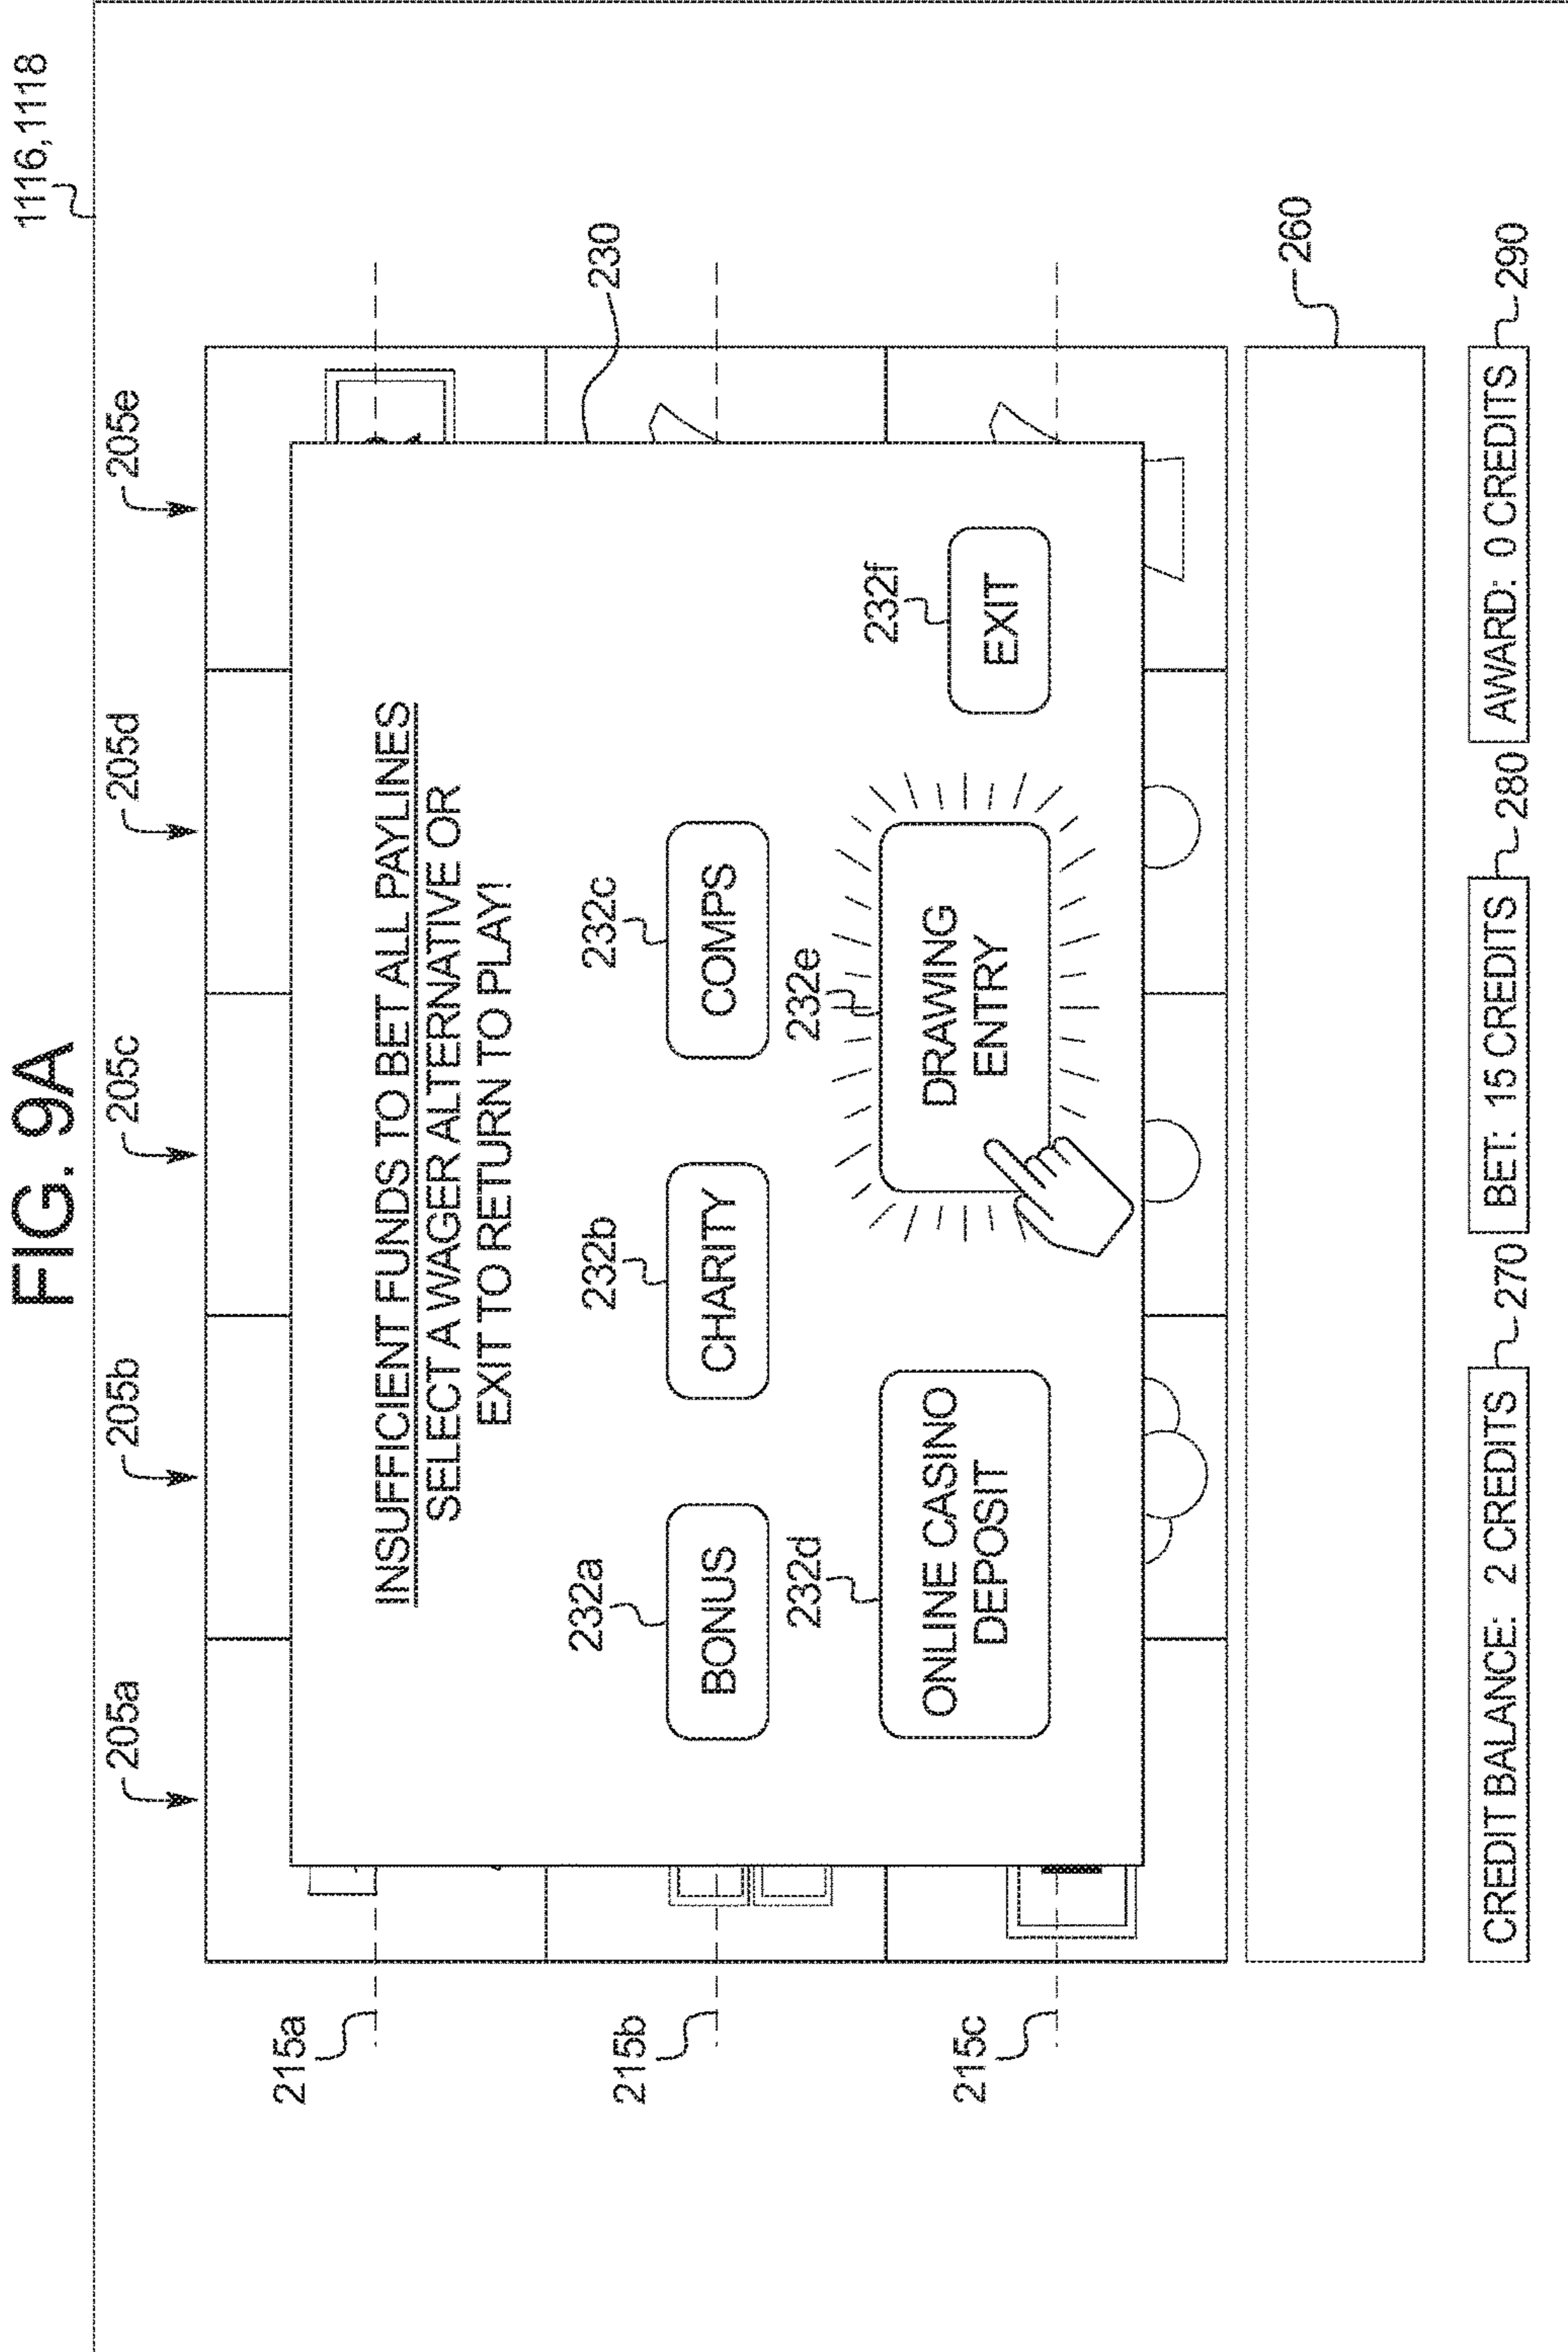 FIG. 9A
1116, 1118
205a
205b
205c
205d
205e
215a
INSUFFICIENT FUNDS TO BET ALL PAYLINES
SELECT A WAGER ALTERNATIVE OR
EXIT TO RETURN TO PLAY!
230
232a
232b
232c
215b
BONUS
CHARITY
COMPS
232d
232e
232f
215c
ONLINE CASINO
DEPOSIT
DRAWING
ENTRY
EXIT
260
CREDIT BALANCE: 2 CREDITS
270
BET: 15 CREDITS
280
AWARD: 0 CREDITS
290